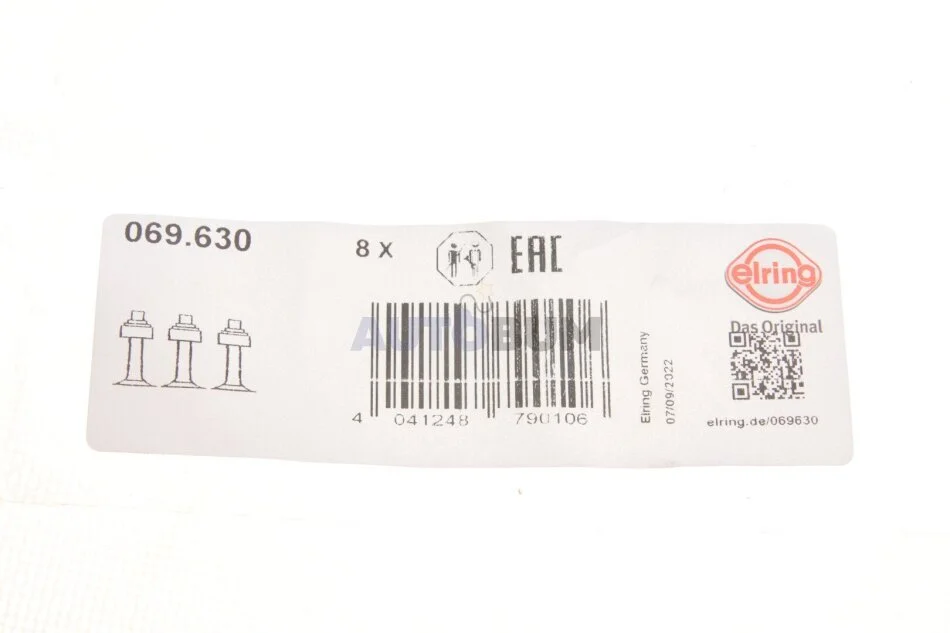 069.630
8 X
EAC
elring
Das Original
AUTOBUM
4 041248 790106
Elring Germany
07/09/2022
elring.de/069630